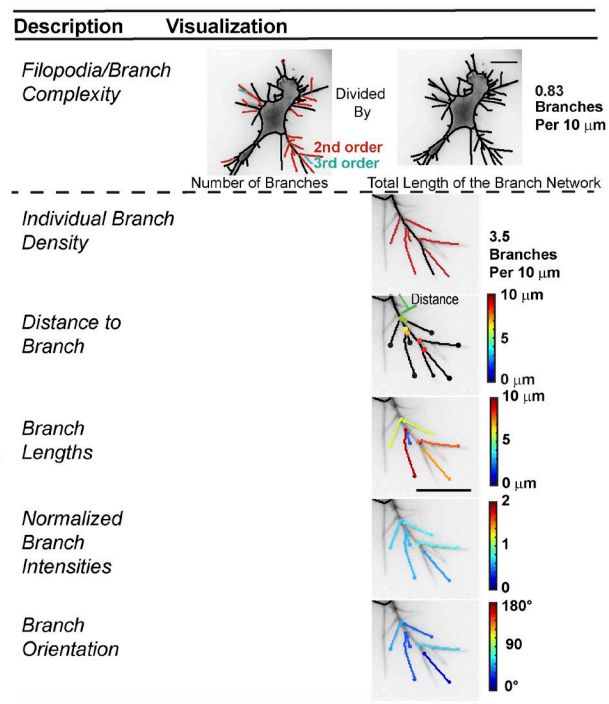 Description Visualization
Filopodia/Branch
Complexity
Divided
By
2nd order
3rd order
0.83
Branches
Per 10 μm
Number of Branches
Total Length of the Branch Network
Individual Branch
Density
3.5
Branches
Per 10 μm
Distance to
Branch
Distance
10 μm
5
0 μm
Branch
Lengths
10 μm
5
0 μm
Normalized
Branch
Intensities
2
1
0
Branch
Orientation
180°
90
0°